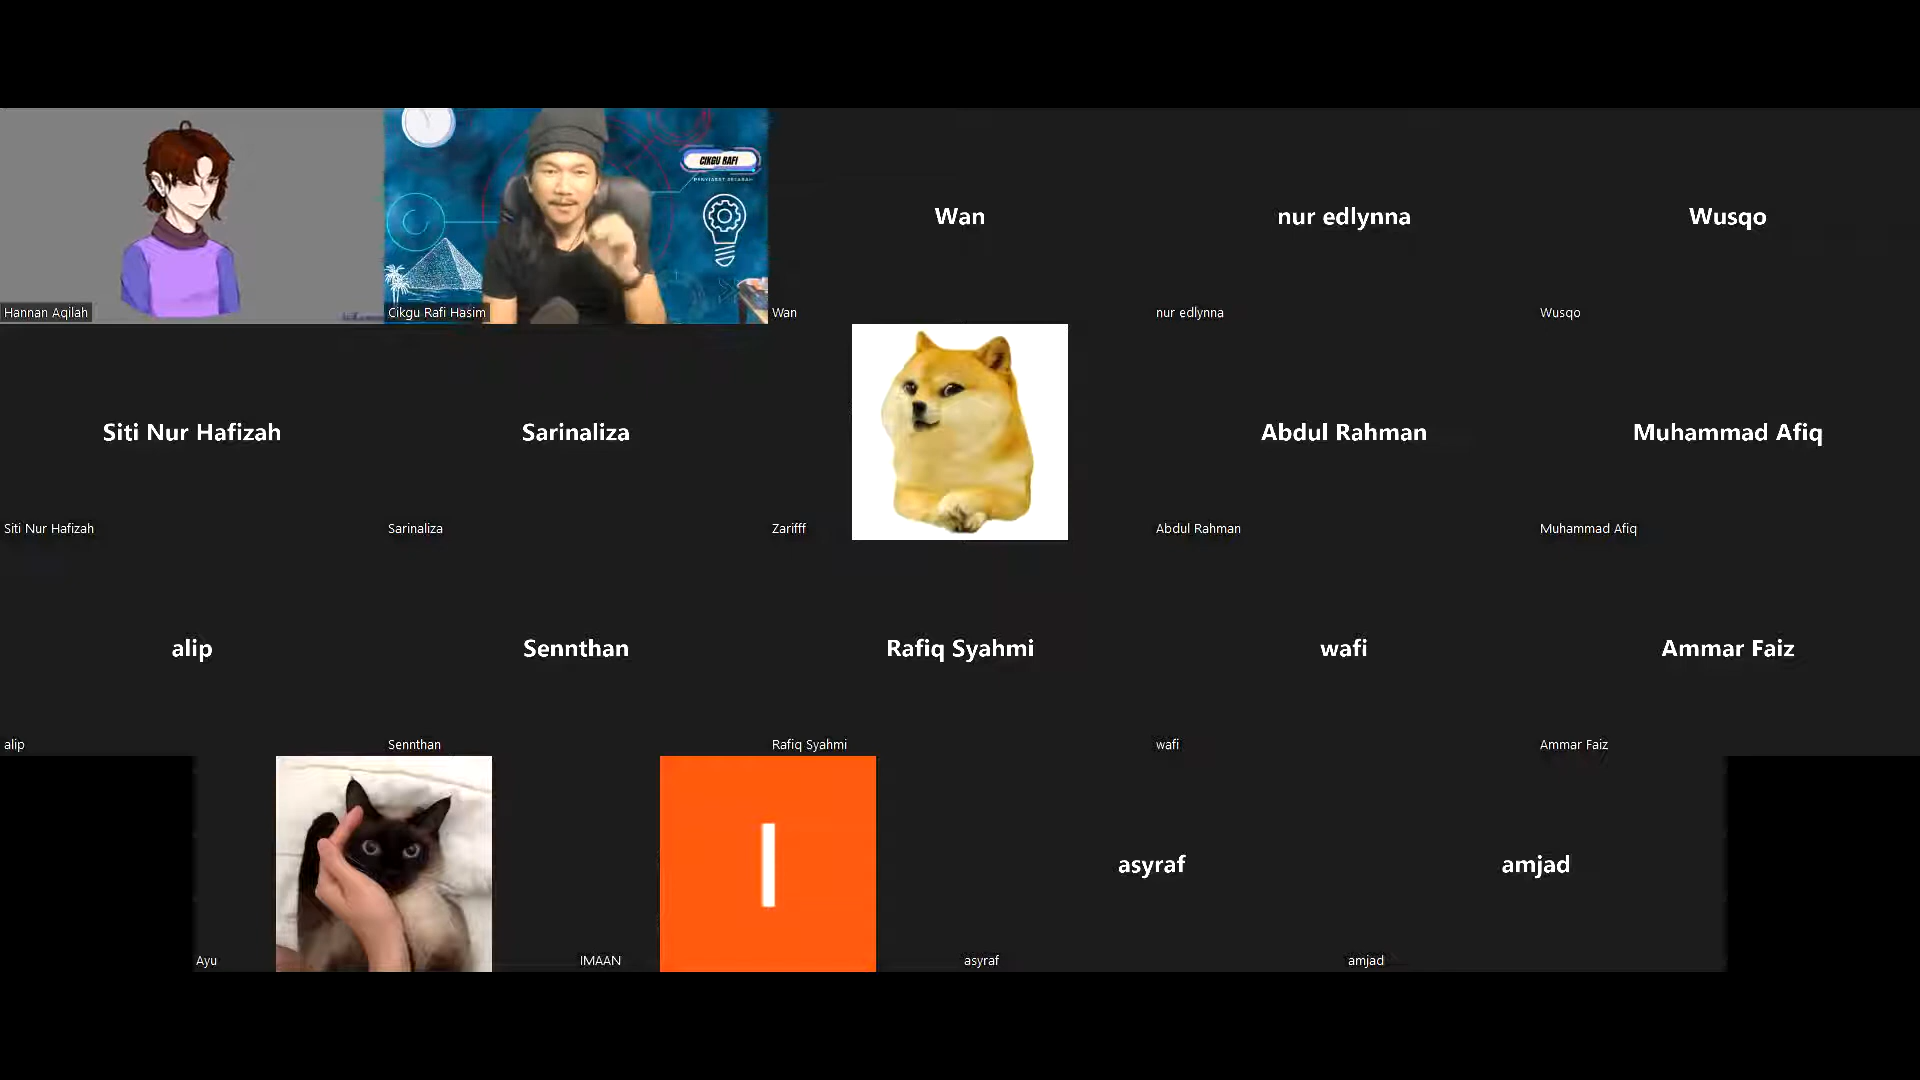 Hannan Aqilah
CIKGU RAFI
PENYIASAT SEJARAH
Cikgu Rafi Hasim
Wan
Wan
nur edlynna
nur edlynna
Wusqo
Wusqo
Siti Nur Hafizah
Siti Nur Hafizah
Sarinaliza
Sarinaliza
Zarifff
Abdul Rahman
Abdul Rahman
Muhammad Afiq
Muhammad Afiq
alip
alip
Sennthan
Sennthan
Rafiq Syahmi
Rafiq Syahmi
wafi
wafi
Ammar Faiz
Ammar Faiz
Ayu
I
IMAAN
asyraf
asyraf
amjad
amjad